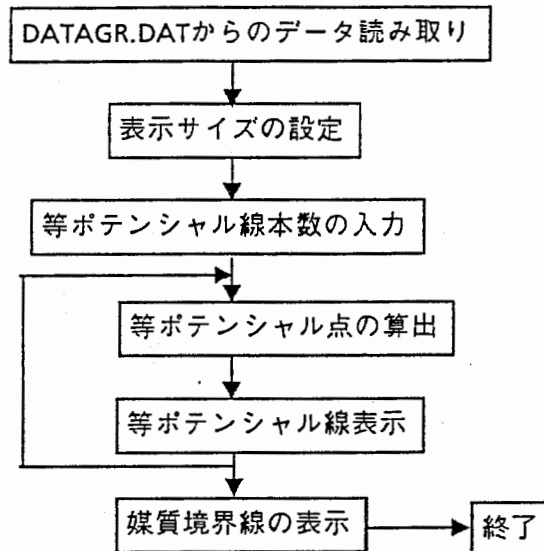 DATAGR.DATからのデータ読み取り
表示サイズの設定
等ポテンシャル線本数の入力
等ポテンシャル点の算出
等ポテンシャル線表示
媒質境界線の表示
終了